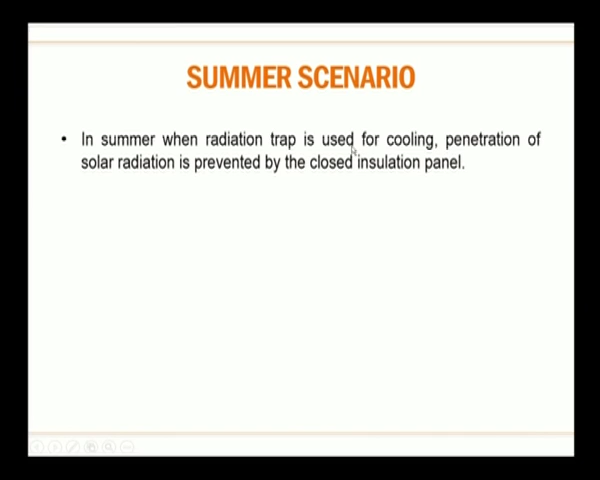 SUMMER SCENARIO
• In summer when radiation trap is used for cooling, penetration of
solar radiation is prevented by the closed insulation panel.